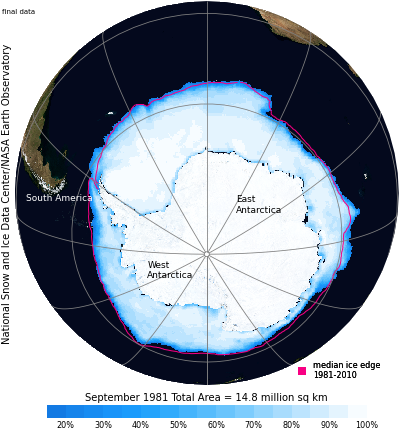 final data
National Snow and Ice Data Center/NASA Earth Observatory
South America
East
Antarctica
West
Antarctica
median ice edge
1981-2010
September 1981 Total Area = 14.8 million sq km
20% 30% 40% 50% 60% 70% 80% 90% 100%